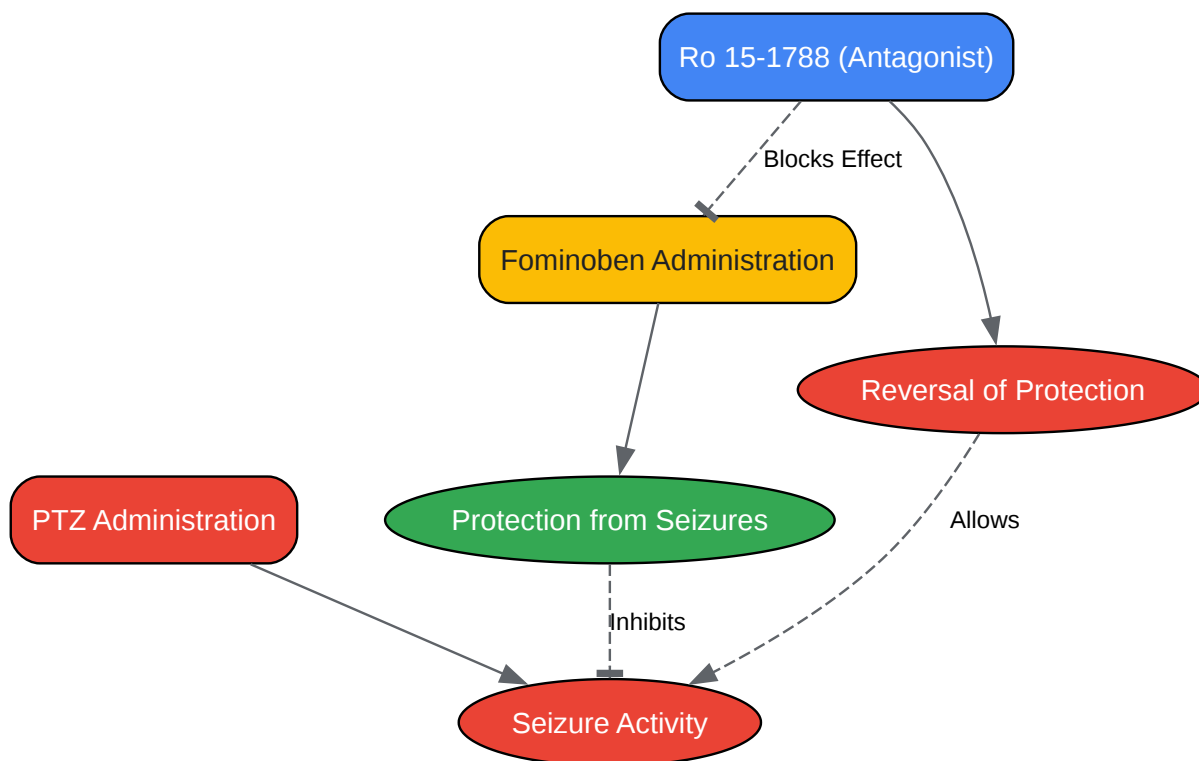 Ro 15-1788 (Antagonist)
Blocks Effect
Fominoben Administration
Reversal of Protection
PTZ Administration
Protection from Seizures
Allows
Inhibits
Seizure Activity